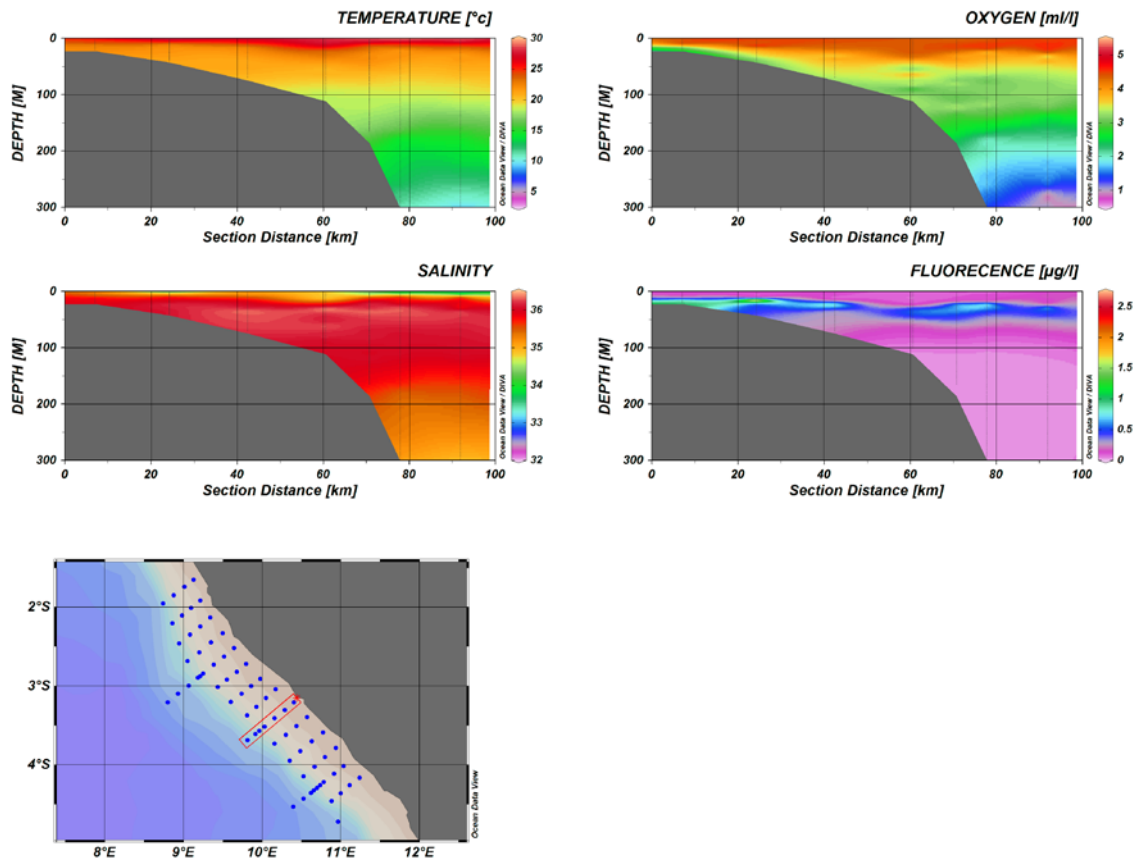 TEMPERATURE [°c]
DEPTH [M]
0
100
200
300
0 20 40 60 80 100
Section Distance [km]
30
25
20
15
10
5
Ocean Data View / DIVA
OXYGEN [ml/l]
DEPTH [M]
0
100
200
300
0 20 40 60 80 100
Section Distance [km]
5
4
3
2
1
Ocean Data View / DIVA
SALINITY
DEPTH [M]
0
100
200
300
0 20 40 60 80 100
Section Distance [km]
36
35
34
33
32
Ocean Data View / DIVA
FLUORECENCE [µg/l]
DEPTH [M]
0
100
200
300
0 20 40 60 80 100
Section Distance [km]
2.5
2
1.5
1
0.5
0
Ocean Data View / DIVA
2°S
3°S
4°S
8°E 9°E 10°E 11°E 12°E
Ocean Data View